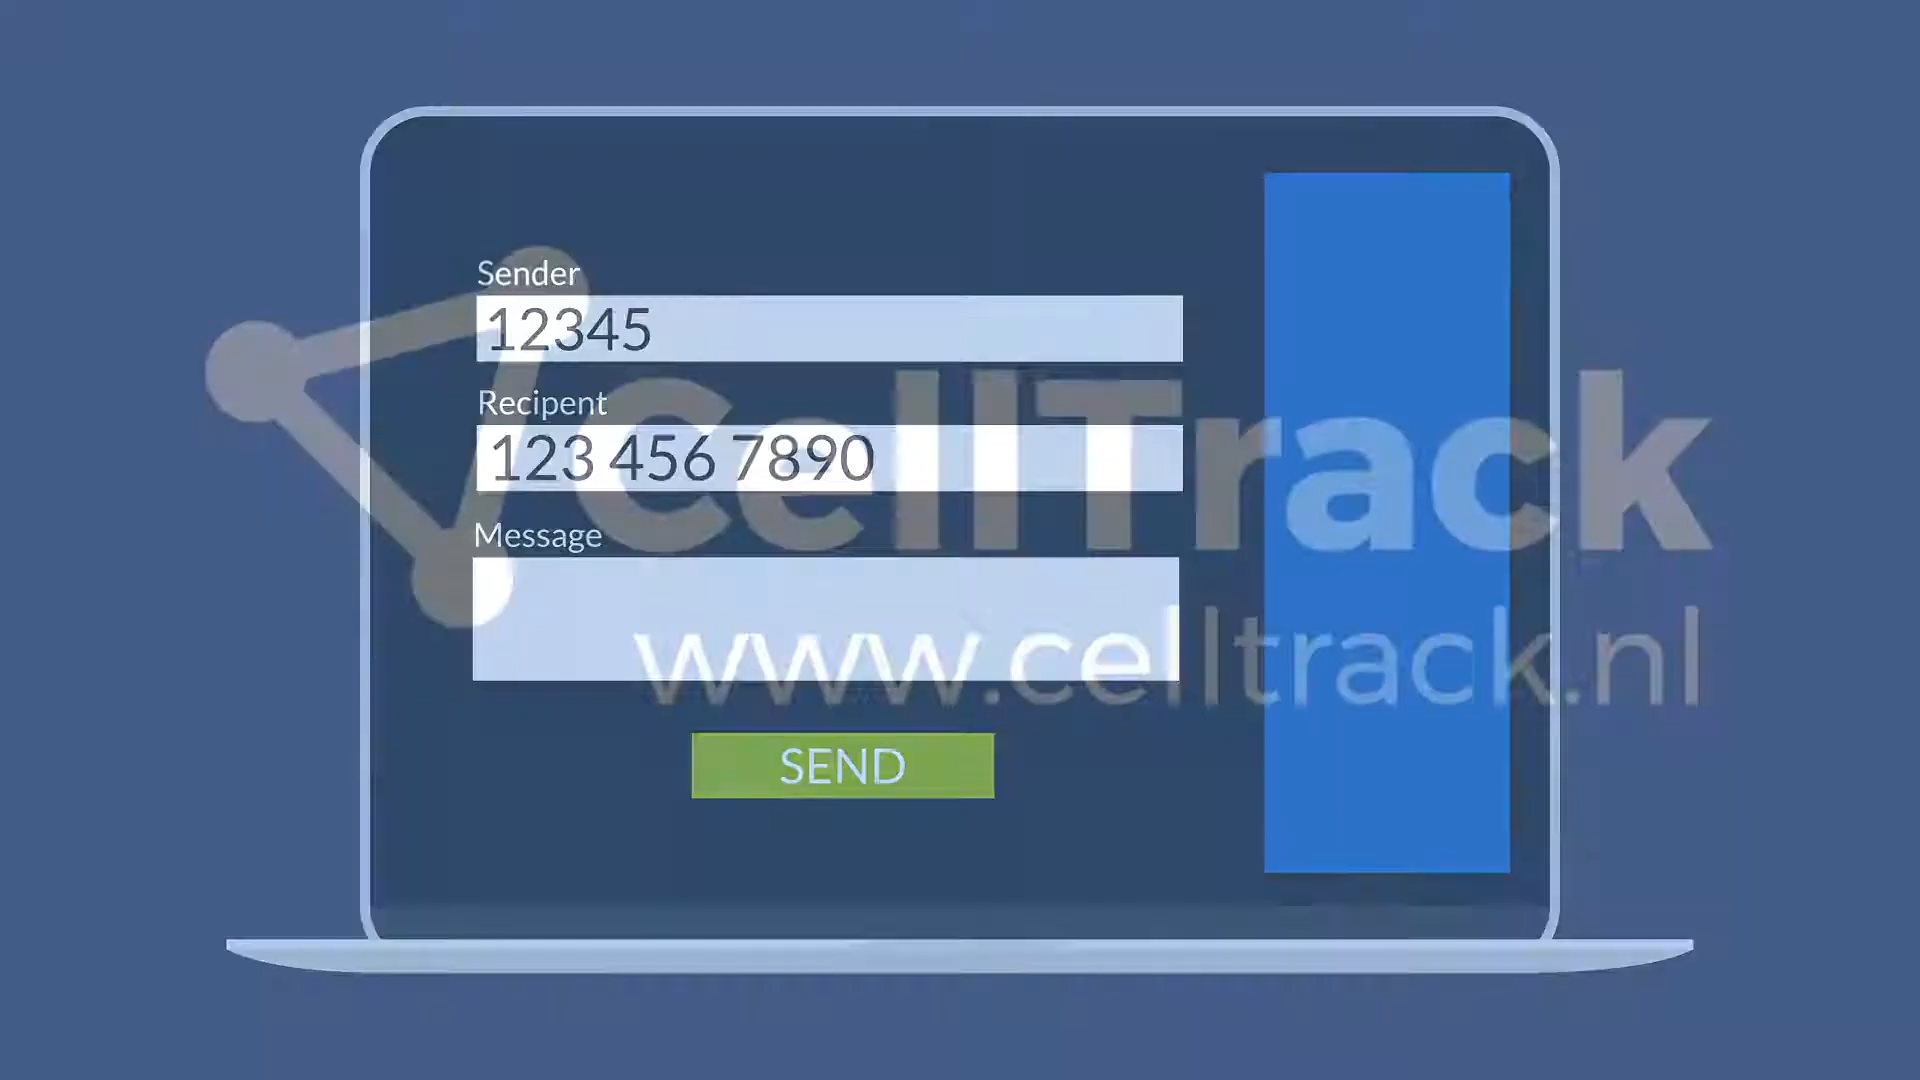 Sender
12345
Recipent
123 456 7890
CellTrack
Message
www.celltrack.nl
SEND